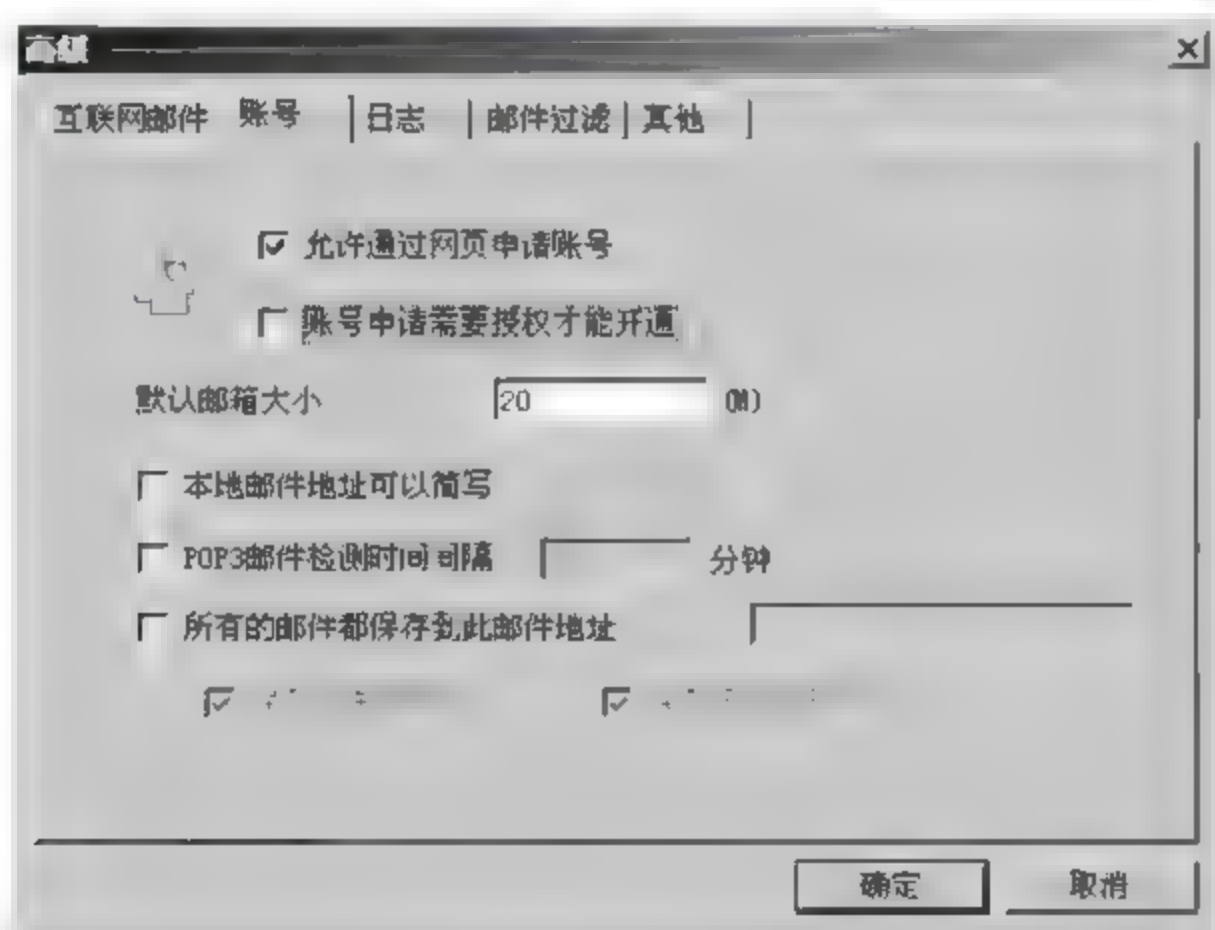 高级
互联网邮件 账号 日志 邮件过滤 其他
允许通过网页申请账号
账号申请需要授权才能开通
默认邮箱大小 20 (M)
本地邮件地址可以简写
POP3邮件检测时间间隔 分钟
所有的邮件都保存到此邮件地址
确定 取消